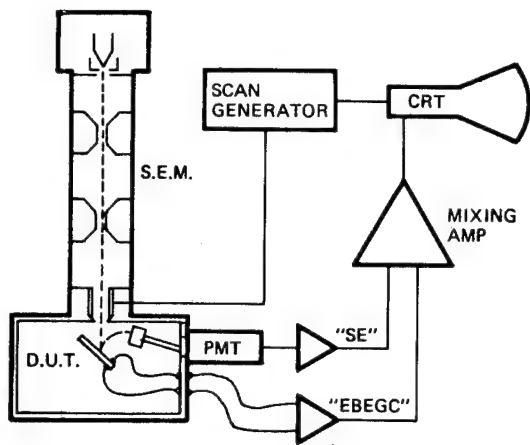 SCAN
GENERATOR
CRT
S.E.M.
MIXING
AMP
D.U.T.
PMT
"SE"
"EBEGC"